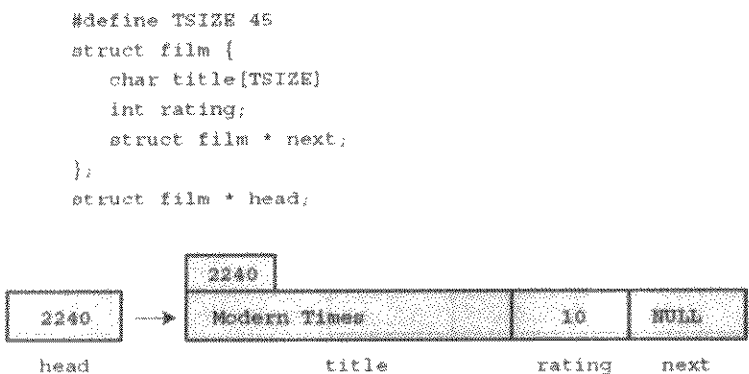 #define TSIZE 45
struct film {
char title[TSIZE]
int rating;
struct film * next;
};
struct film * head;
2240
2240 Modern Times 10 NULL
head title rating next